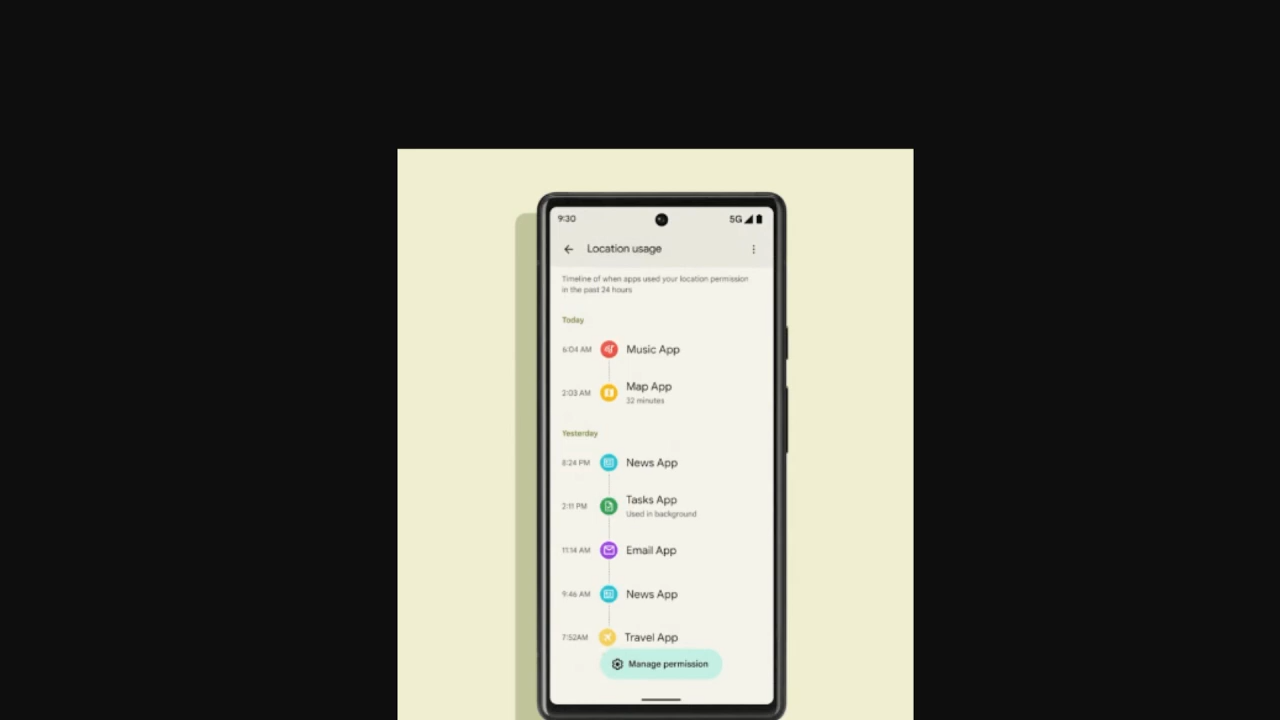 9:30 5G
Location usage
Timeline of when apps used your location permission
in the past 24 hours
Today
6:04 AM Music App
2:03 AM Map App
32 minutes
Yesterday
8:24 PM News App
2:11 PM Tasks App
Used in background
11:14 AM Email App
9:46 AM News App
7:52AM Travel App
Manage permission